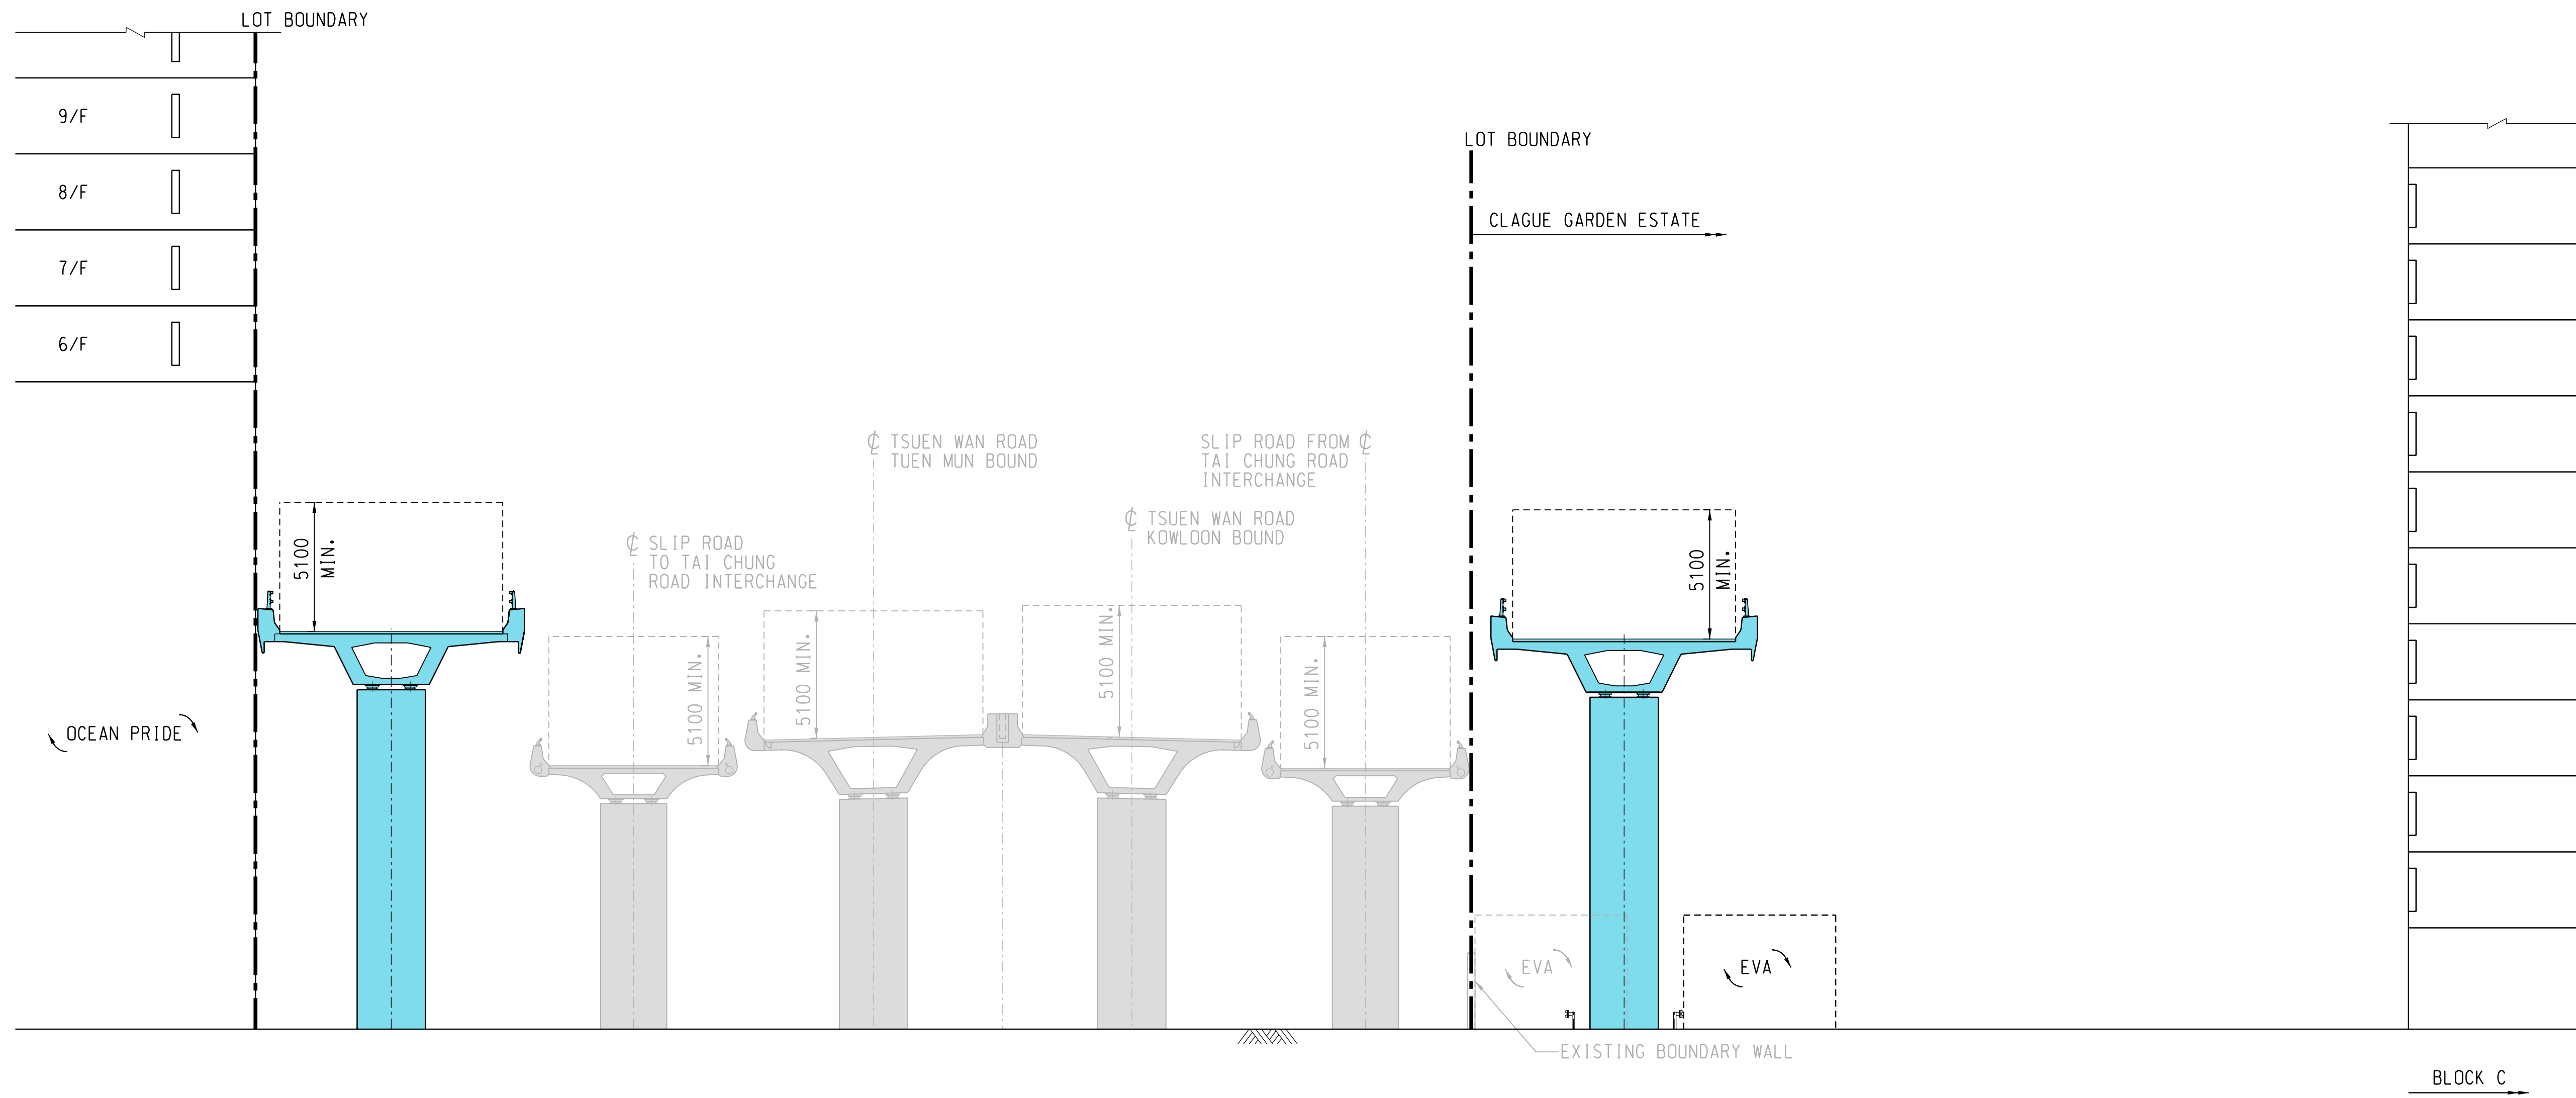 LOT BOUNDARY
9/F
8/F
7/F
6/F
LOT BOUNDARY
CLAGUE GARDEN ESTATE
℄ TSUEN WAN ROAD
TUEN MUN BOUND
SLIP ROAD FROM ℄
TAI CHUNG ROAD
INTERCHANGE
℄ TSUEN WAN ROAD
KOWLOON BOUND
℄ SLIP ROAD
TO TAI CHUNG
ROAD INTERCHANGE
5100
MIN.
5100 MIN.
5100 MIN.
5100 MIN.
5100 MIN.
5100
MIN.
OCEAN PRIDE
EVA
EVA
EXISTING BOUNDARY WALL
BLOCK C